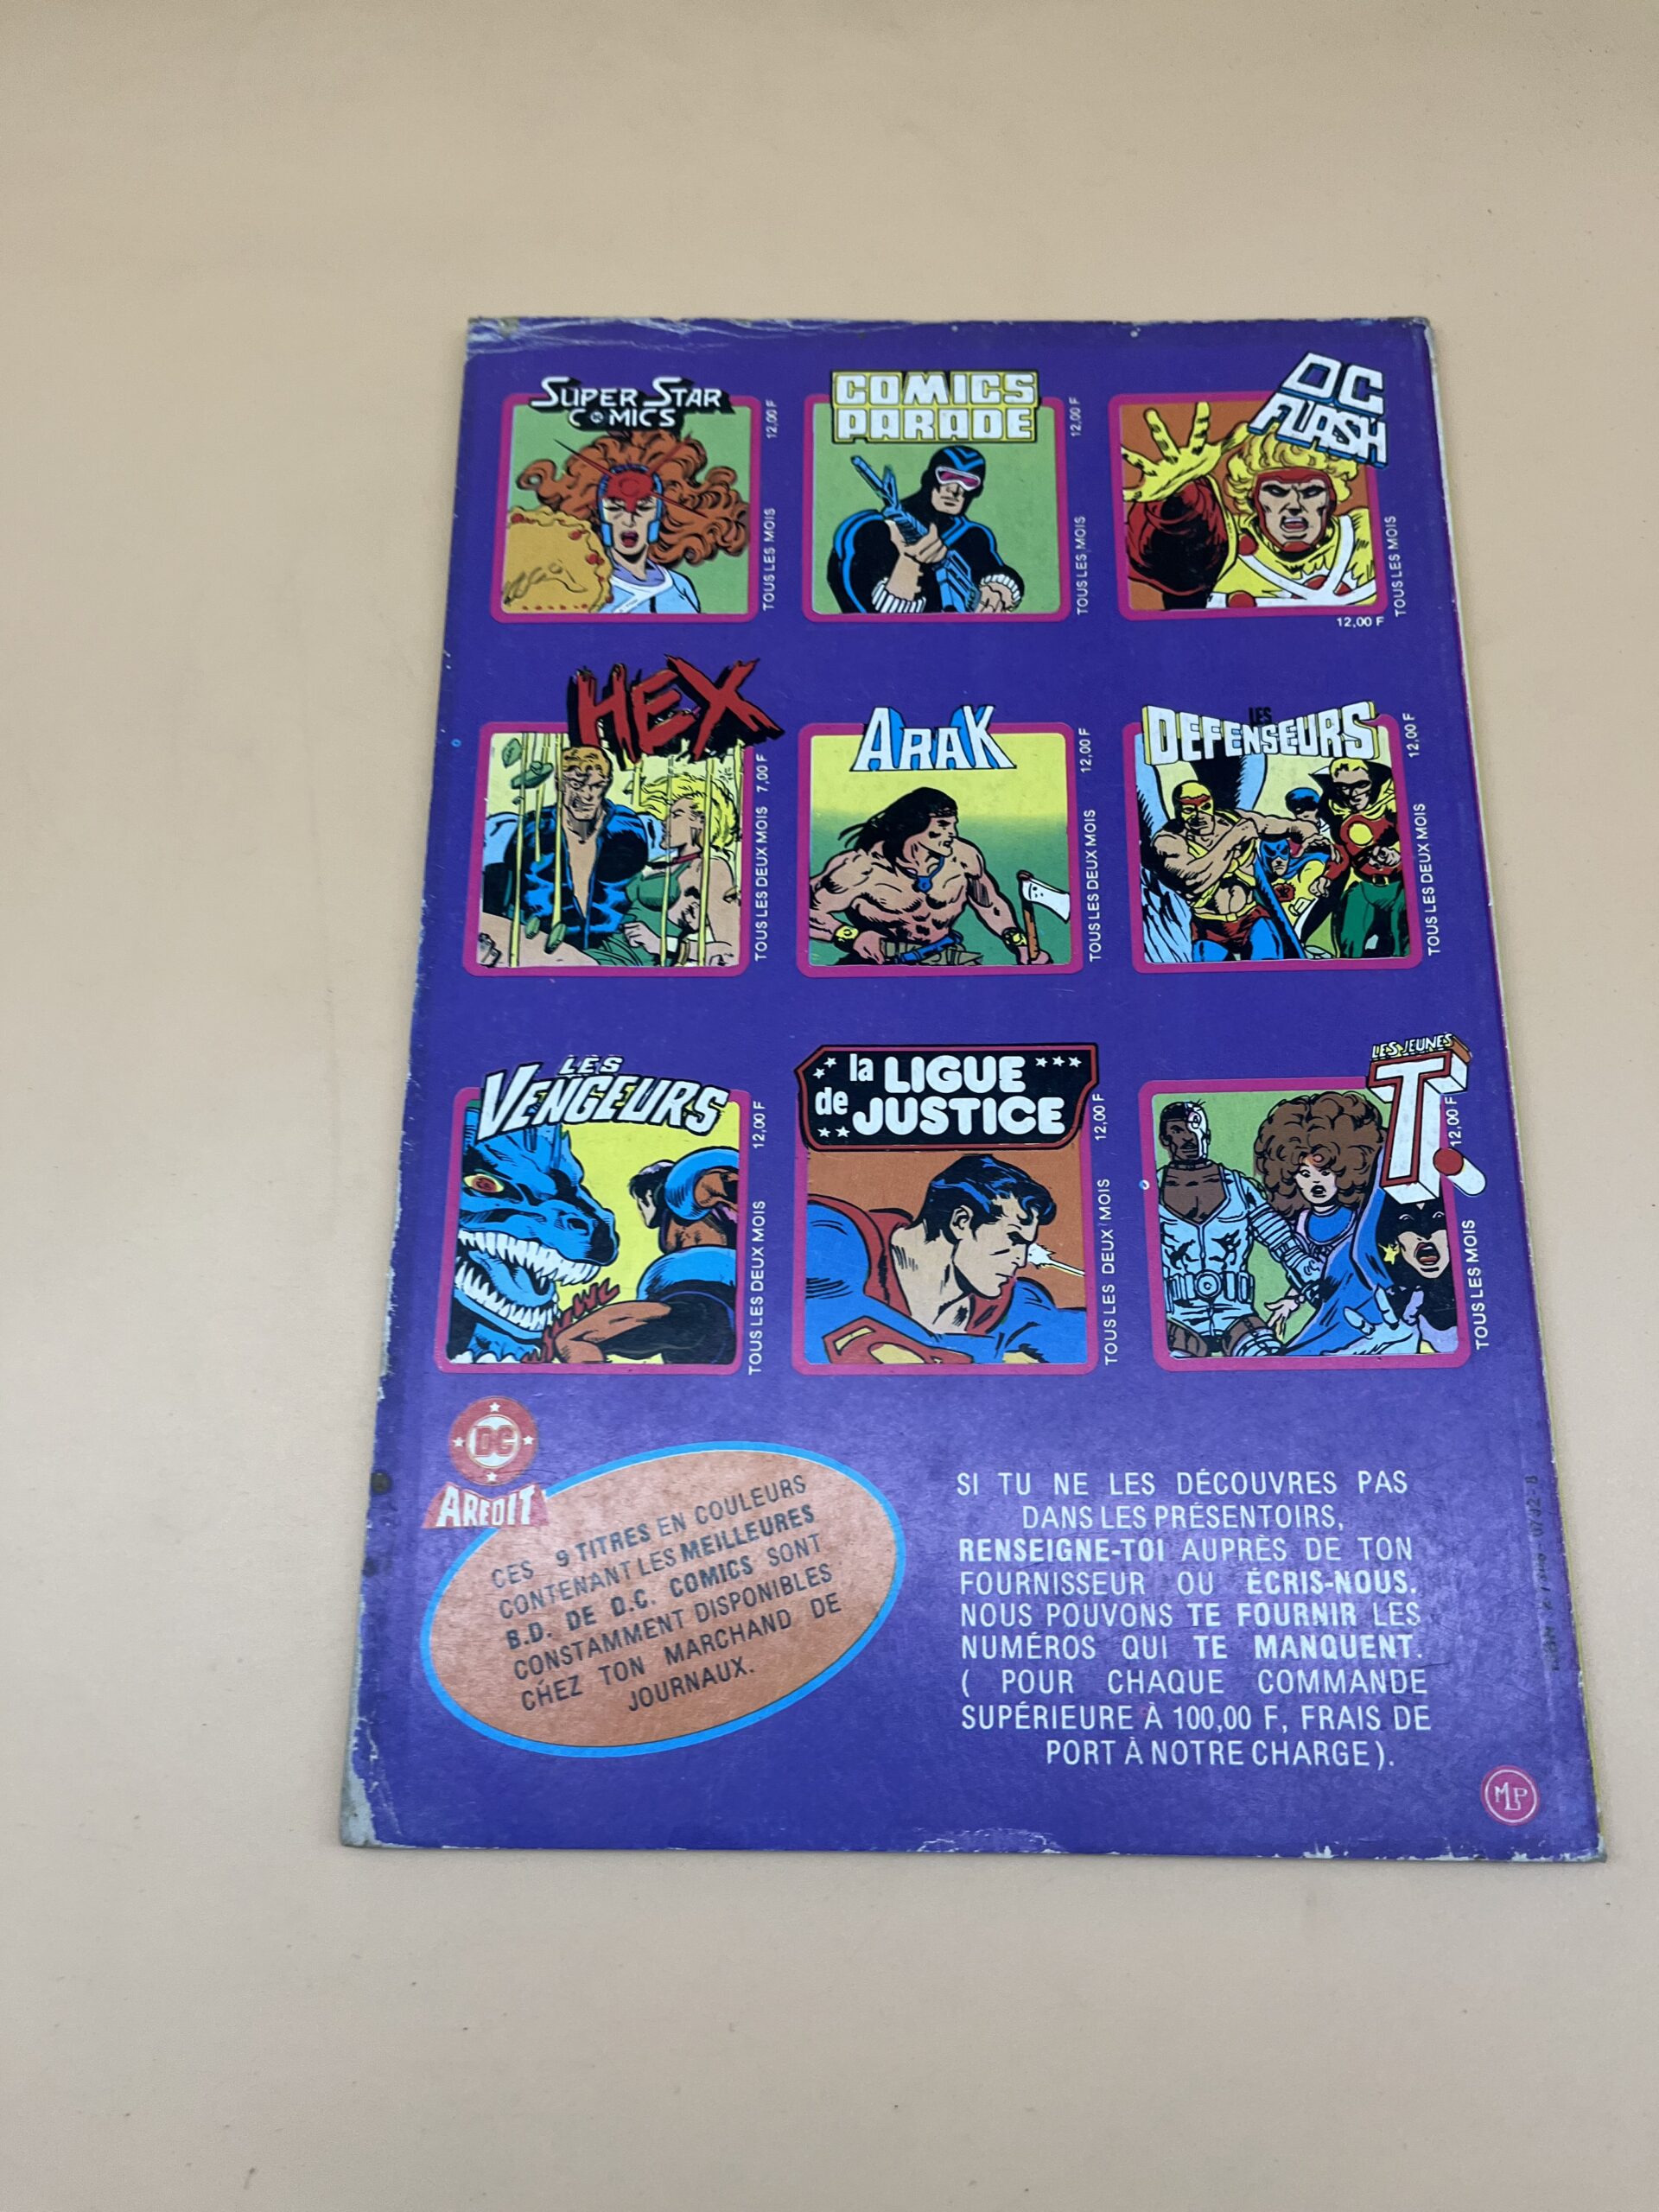 SUPER STAR
COMICS
12,00 F
TOUS LES MOIS
COMICS
PARADE
12,00 F
TOUS LES MOIS
DC
FLASH
TOUS LES MOIS
12,00 F
HEX
7,00 F
TOUS LES DEUX MOIS
ARAK
12,00 F
TOUS LES DEUX MOIS
LES
DEFENSEURS
12,00 F
TOUS LES DEUX MOIS
LES
VENGEURS
12,00 F
TOUS LES DEUX MOIS
la LIGUE
de JUSTICE
12,00 F
TOUS LES DEUX MOIS
LES JEUNES
T.
12,00 F
TOUS LES MOIS
DC
AREDIT
CES 9 TITRES EN COULEURS
CONTENANT LES MEILLEURES
B.D. DE D.C. COMICS SONT
CONSTAMMENT DISPONIBLES
CHEZ TON MARCHAND DE
JOURNAUX.
SI TU NE LES DÉCOUVRES PAS
DANS LES PRÉSENTOIRS,
RENSEIGNE-TOI AUPRÈS DE TON
FOURNISSEUR OU ÉCRIS-NOUS.
NOUS POUVONS TE FOURNIR LES
NUMÉROS QUI TE MANQUENT.
( POUR CHAQUE COMMANDE
SUPÉRIEURE À 100,00 F, FRAIS DE
PORT À NOTRE CHARGE ).
MLP